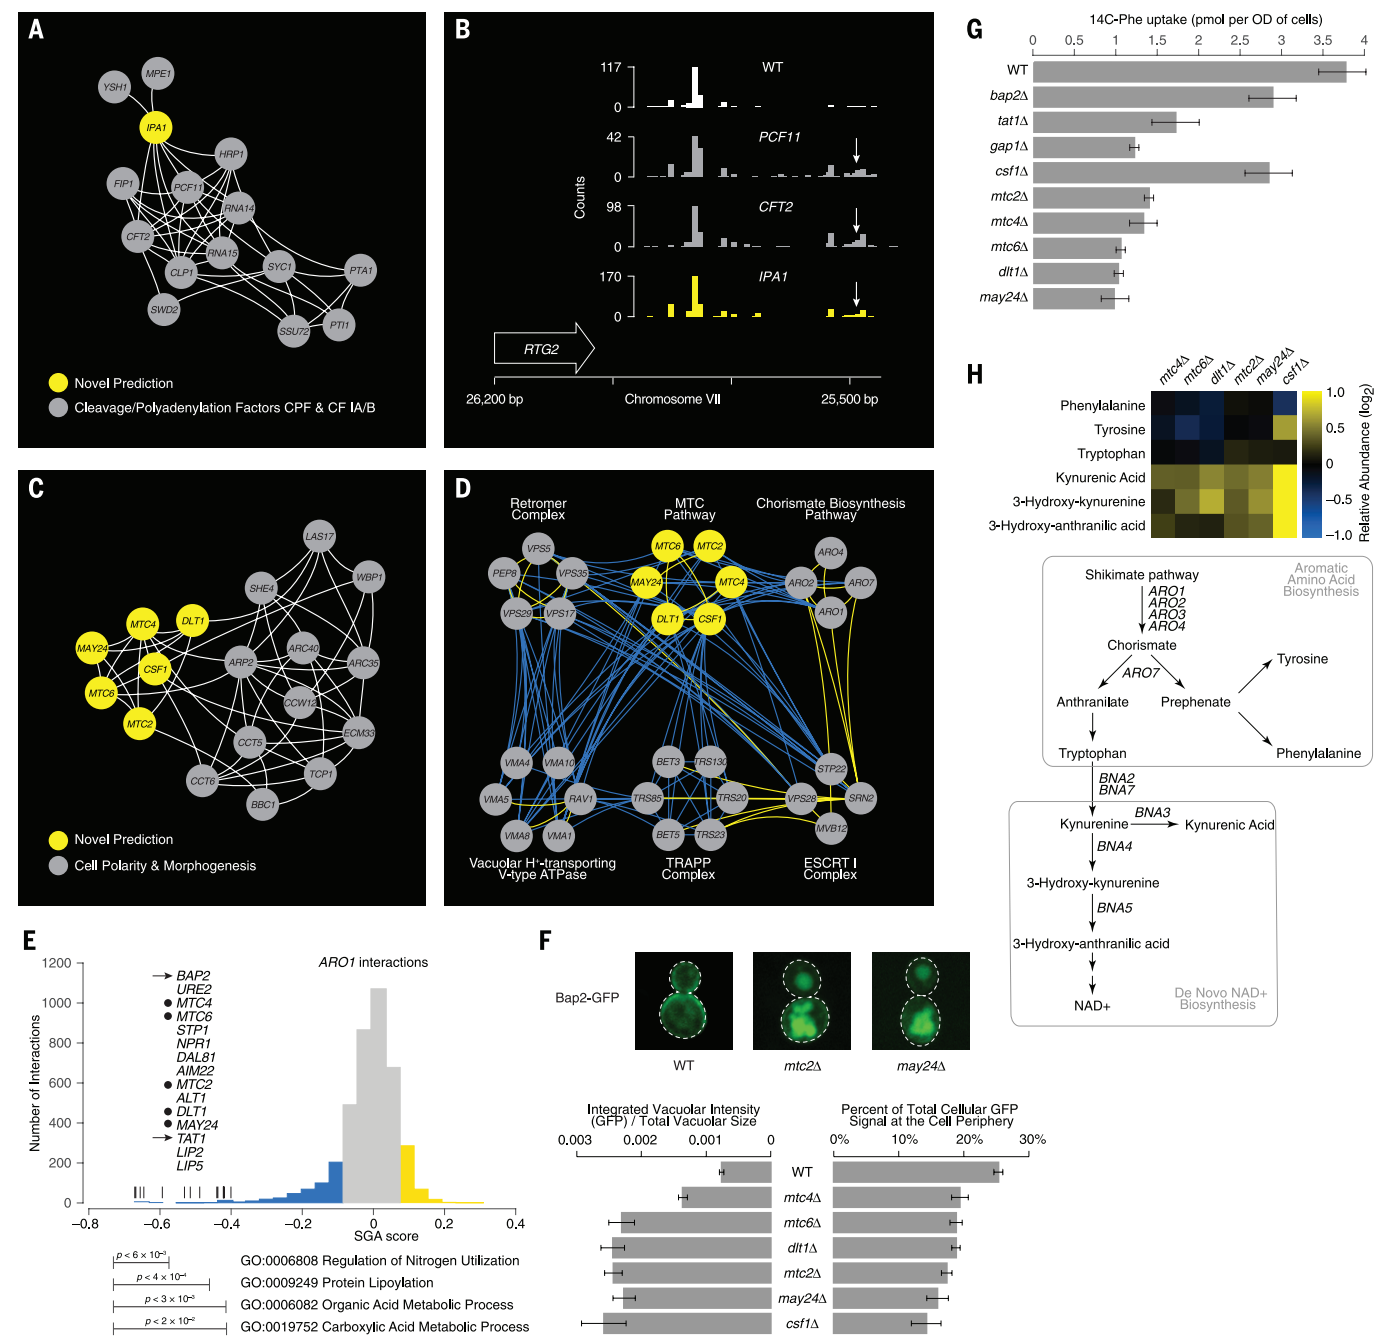 A
MPE1
YSH1
IPA1
HRP1
FIP1
PCF11
RNA14
CFT2
RNA15
CLP1
SYC1
PTA1
SWD2
SSU72
PTI1
Novel Prediction
Cleavage/Polyadenylation Factors CPF & CF IA/B
B
117
WT
0
42
PCF11
0
Counts
98
CFT2
0
170
IPA1
0
RTG2
26,200 bp
Chromosome VII
25,500 bp
C
LAS17
SHE4
WBP1
MTC4
DLT1
MAY24
CSF1
ARP2
ARC40
ARC35
MTC6
CCW12
MTC2
CCT5
ECM33
CCT6
TCP1
BBC1
Novel Prediction
Cell Polarity & Morphogenesis
D
Retromer
Complex
MTC
Pathway
Chorismate Biosynthesis
Pathway
VPS5
MTC6
MTC2
ARO4
PEP8
VPS35
MAY24
MTC4
ARO2
ARO7
VPS29
VPS17
DLT1
CSF1
ARO1
VMA4
VMA10
BET3
TRS130
STP22
VMA5
RAV1
TRS85
TRS20
VPS28
SRN2
VMA8
VMA1
BET5
TRS23
MVB12
Vacuolar H+-transporting
V-type ATPase
TRAPP
Complex
ESCRT I
Complex
E
ARO1 interactions
Number of Interactions
1200
1000
800
600
400
200
0
BAP2
URE2
MTC4
MTC6
STP1
NPR1
DAL81
AIM22
MTC2
ALT1
DLT1
MAY24
TAT1
LIP2
LIP5
−0.8
−0.6
−0.4
−0.2
0
0.2
0.4
SGA score
p < 6 × 10⁻³
GO:0006808 Regulation of Nitrogen Utilization
p < 4 × 10⁻⁴
GO:0009249 Protein Lipoylation
p < 3 × 10⁻³
GO:0006082 Organic Acid Metabolic Process
p < 2 × 10⁻²
GO:0019752 Carboxylic Acid Metabolic Process
F
Bap2-GFP
WT
mtc2Δ
may24Δ
Integrated Vacuolar Intensity
(GFP) / Total Vacuolar Size
Percent of Total Cellular GFP
Signal at the Cell Periphery
0.003
0.002
0.001
0
0%
10%
20%
30%
WT
mtc4Δ
mtc6Δ
dlt1Δ
mtc2Δ
may24Δ
csf1Δ
G
14C-Phe uptake (pmol per OD of cells)
0
0.5
1
1.5
2
2.5
3
3.5
4
WT
bap2Δ
tat1Δ
gap1Δ
csf1Δ
mtc2Δ
mtc4Δ
mtc6Δ
dlt1Δ
may24Δ
H
mtc4Δ
mtc6Δ
dlt1Δ
mtc2Δ
may24Δ
csf1Δ
Phenylalanine
Tyrosine
Tryptophan
Kynurenic Acid
3-Hydroxy-kynurenine
3-Hydroxy-anthranilic acid
1.0
0.5
0
−0.5
−1.0
Relative Abundance (log2)
Shikimate pathway
Aromatic
Amino Acid
Biosynthesis
ARO1
ARO2
ARO3
ARO4
Chorismate
ARO7
Tyrosine
Anthranilate
Prephenate
Tryptophan
Phenylalanine
BNA2
BNA7
Kynurenine
BNA3
Kynurenic Acid
BNA4
3-Hydroxy-kynurenine
BNA5
3-Hydroxy-anthranilic acid
NAD+
De Novo NAD+
Biosynthesis